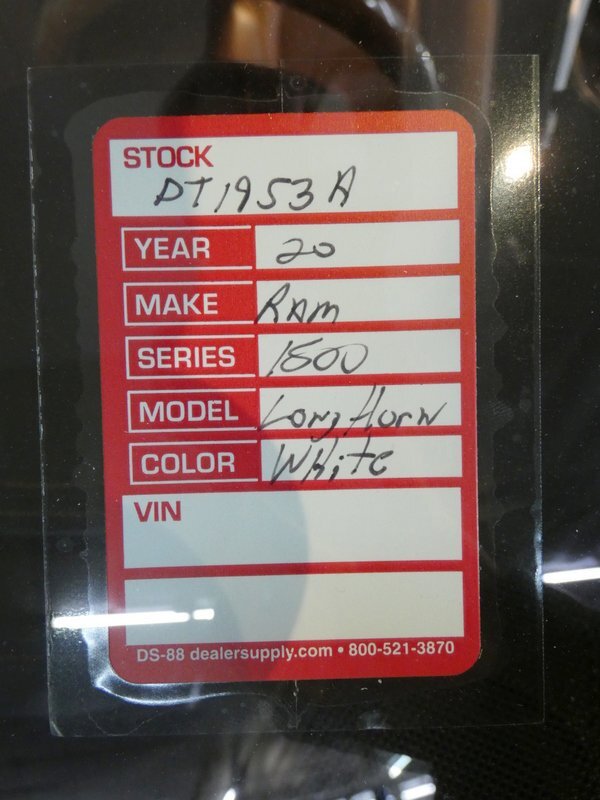 STOCK
DT1953A
YEAR 20
MAKE RAM
SERIES 1500
MODEL LongHorn
COLOR White
VIN
DS-88 dealersupply.com • 800-521-3870